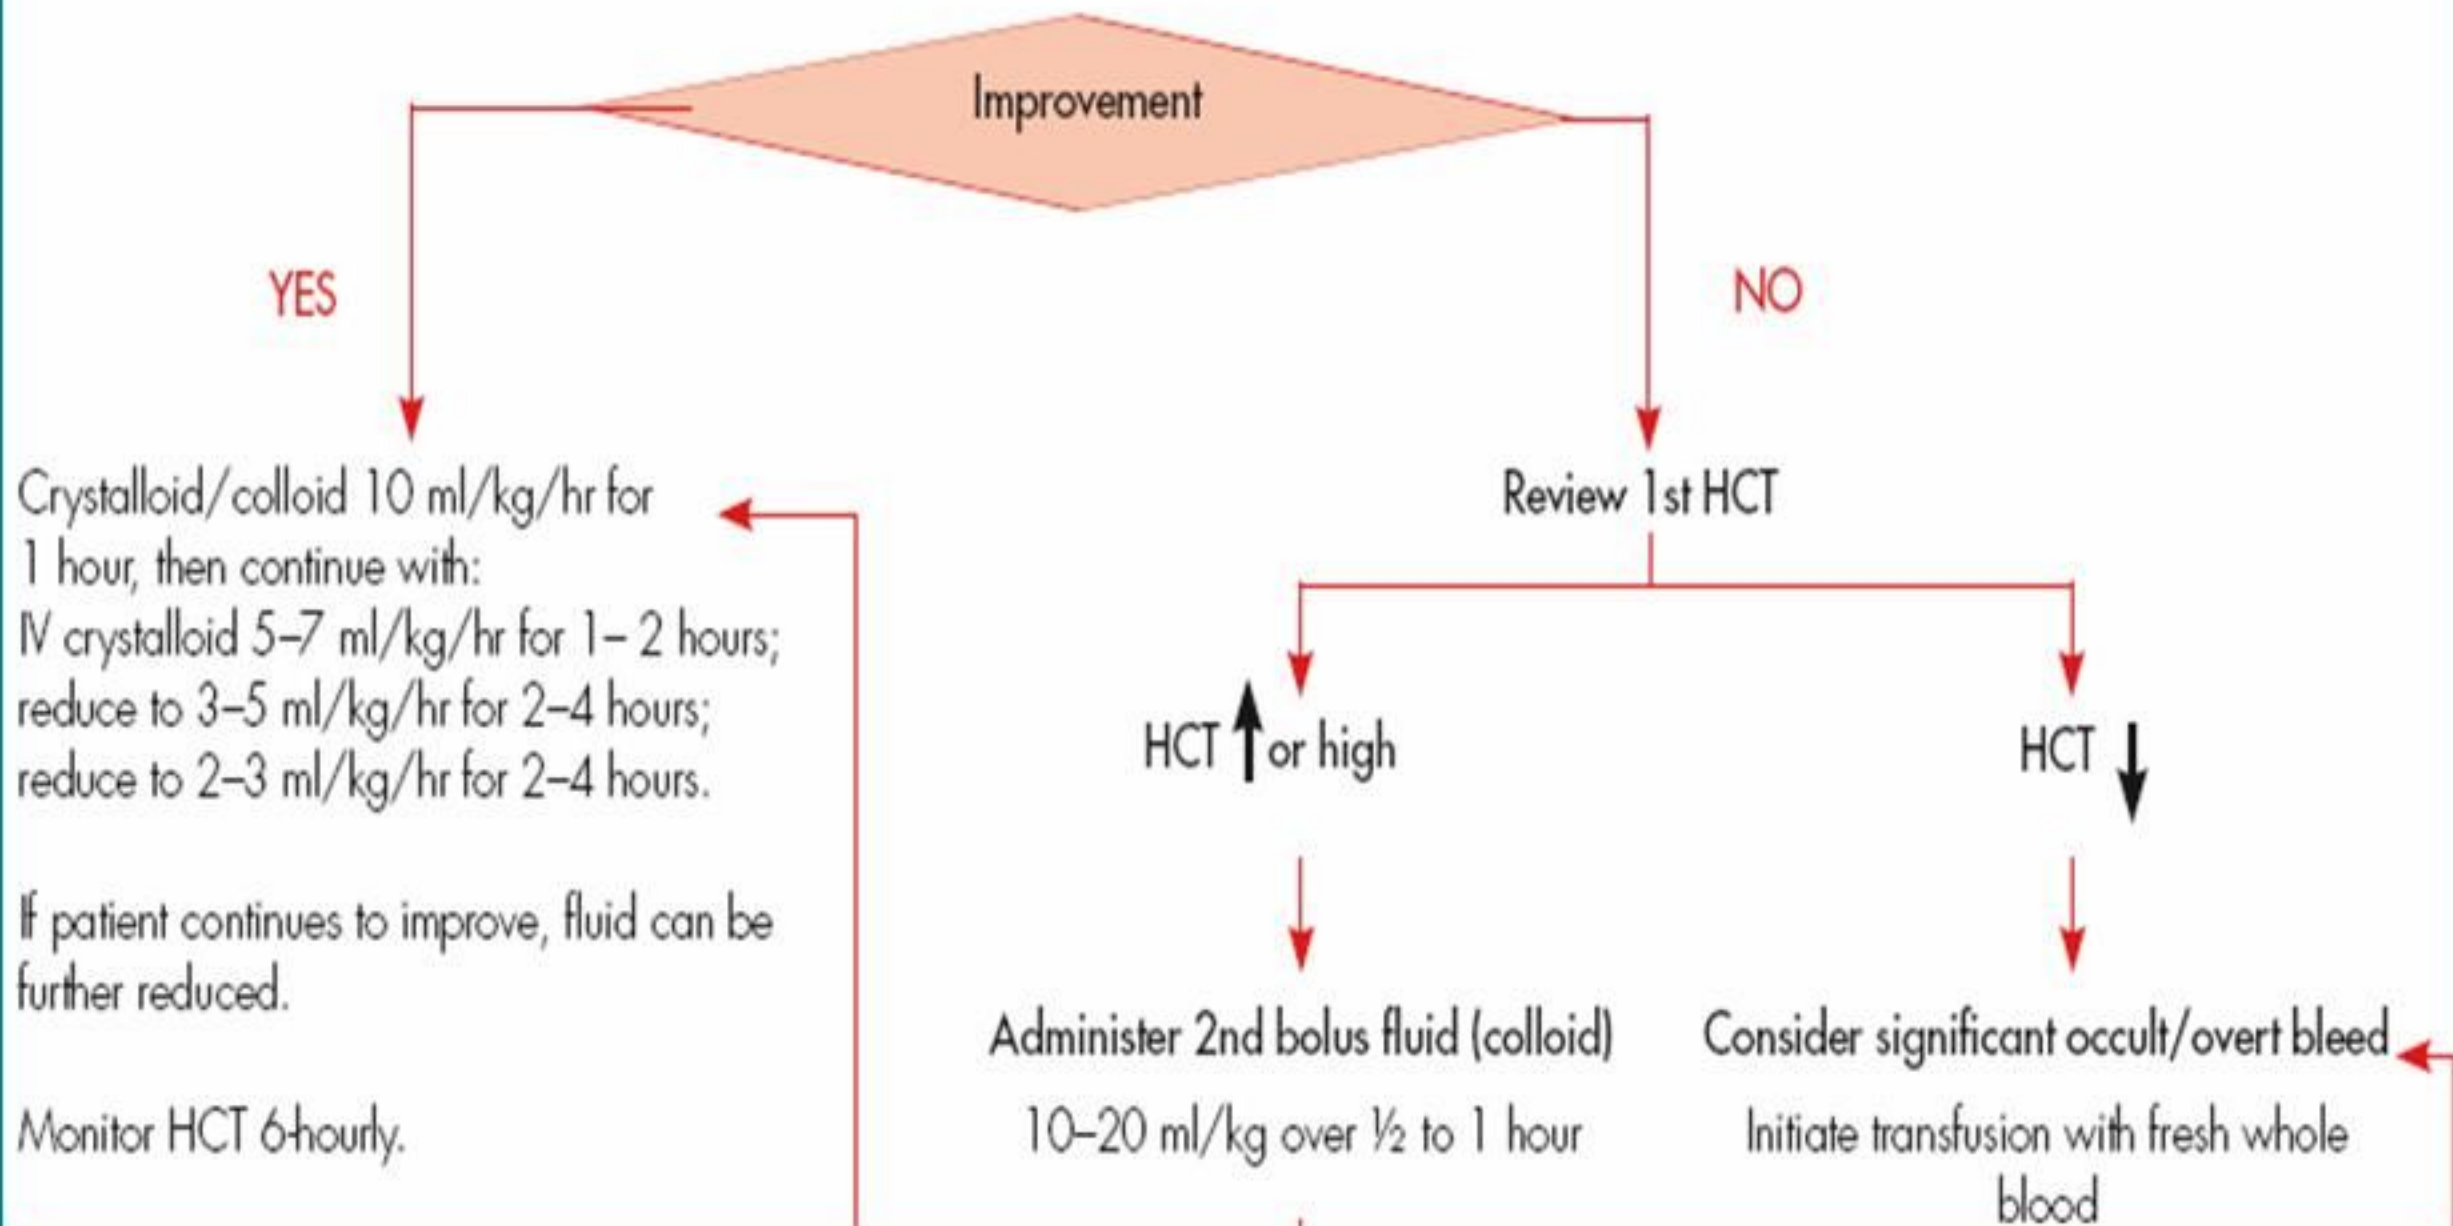 Improvement
YES
NO
Crystalloid/colloid 10 ml/kg/hr for
1 hour, then continue with:
IV crystalloid 5–7 ml/kg/hr for 1– 2 hours;
reduce to 3–5 ml/kg/hr for 2–4 hours;
reduce to 2–3 ml/kg/hr for 2–4 hours.
If patient continues to improve, fluid can be
further reduced.
Monitor HCT 6-hourly.
Review 1st HCT
HCT ↑ or high
HCT ↓
Administer 2nd bolus fluid (colloid)
10–20 ml/kg over ½ to 1 hour
Consider significant occult/overt bleed
Initiate transfusion with fresh whole
blood